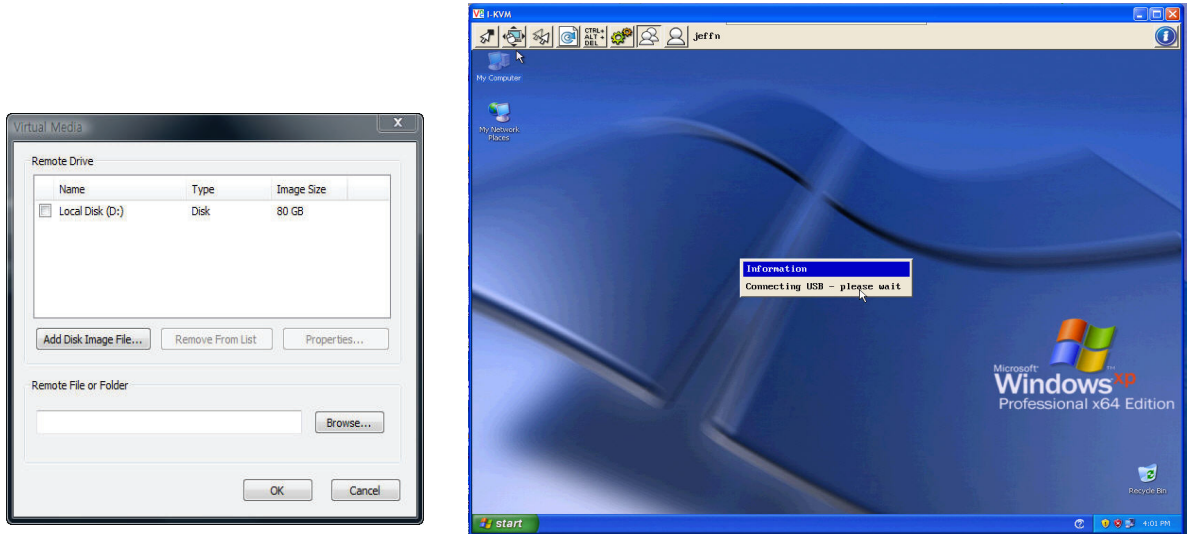 Virtual Media
X
Remote Drive
Name Type Image Size
Local Disk (D:) Disk 80 GB
Add Disk Image File... Remove From List Properties...
Remote File or Folder
Browse...
OK Cancel
V2 I-KVM
CTRL+
ALT +
DEL
jeffn
My Computer
My Network
Places
Information
Connecting USB - please wait
Microsoft
Windows xp
Professional x64 Edition
Recycle Bin
start
4:01 PM